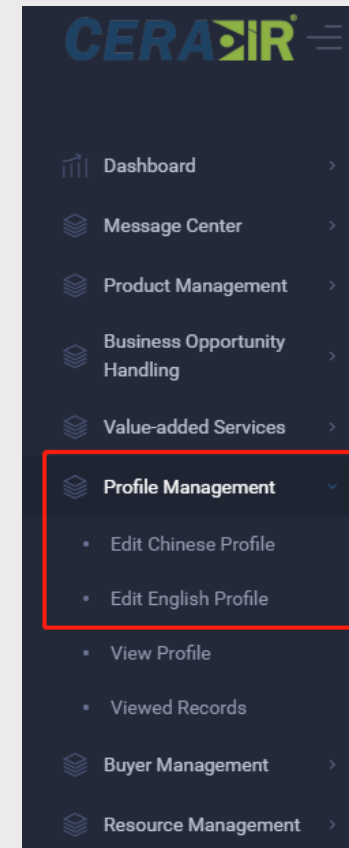 CERADIR®
Dashboard
Message Center
Product Management
Business Opportunity
Handling
Value-added Services
Profile Management
Edit Chinese Profile
Edit English Profile
View Profile
Viewed Records
Buyer Management
Resource Management